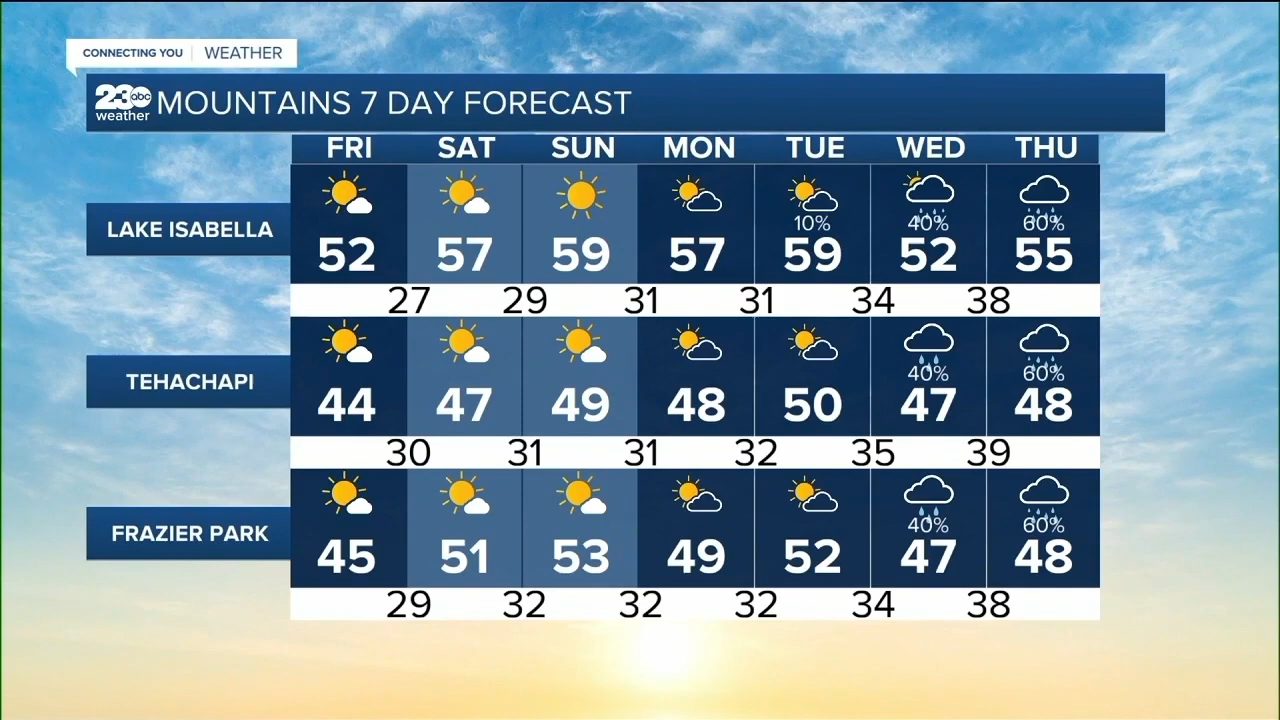 CONNECTING YOU WEATHER
23 abc
weather
MOUNTAINS 7 DAY FORECAST
FRI SAT SUN MON TUE WED THU
LAKE ISABELLA
10% 40% 60%
52 57 59 57 59 52 55
27 29 31 31 34 38
TEHACHAPI
40% 60%
44 47 49 48 50 47 48
30 31 31 32 35 39
FRAZIER PARK
40% 60%
45 51 53 49 52 47 48
29 32 32 32 34 38